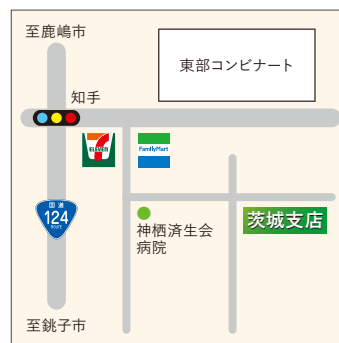 至鹿嶋市
東部コンビナート
知手
7
ELEVEN
FamilyMart
国道
124
ROUTE
神栖済生会
病院
茨城支店
至銚子市